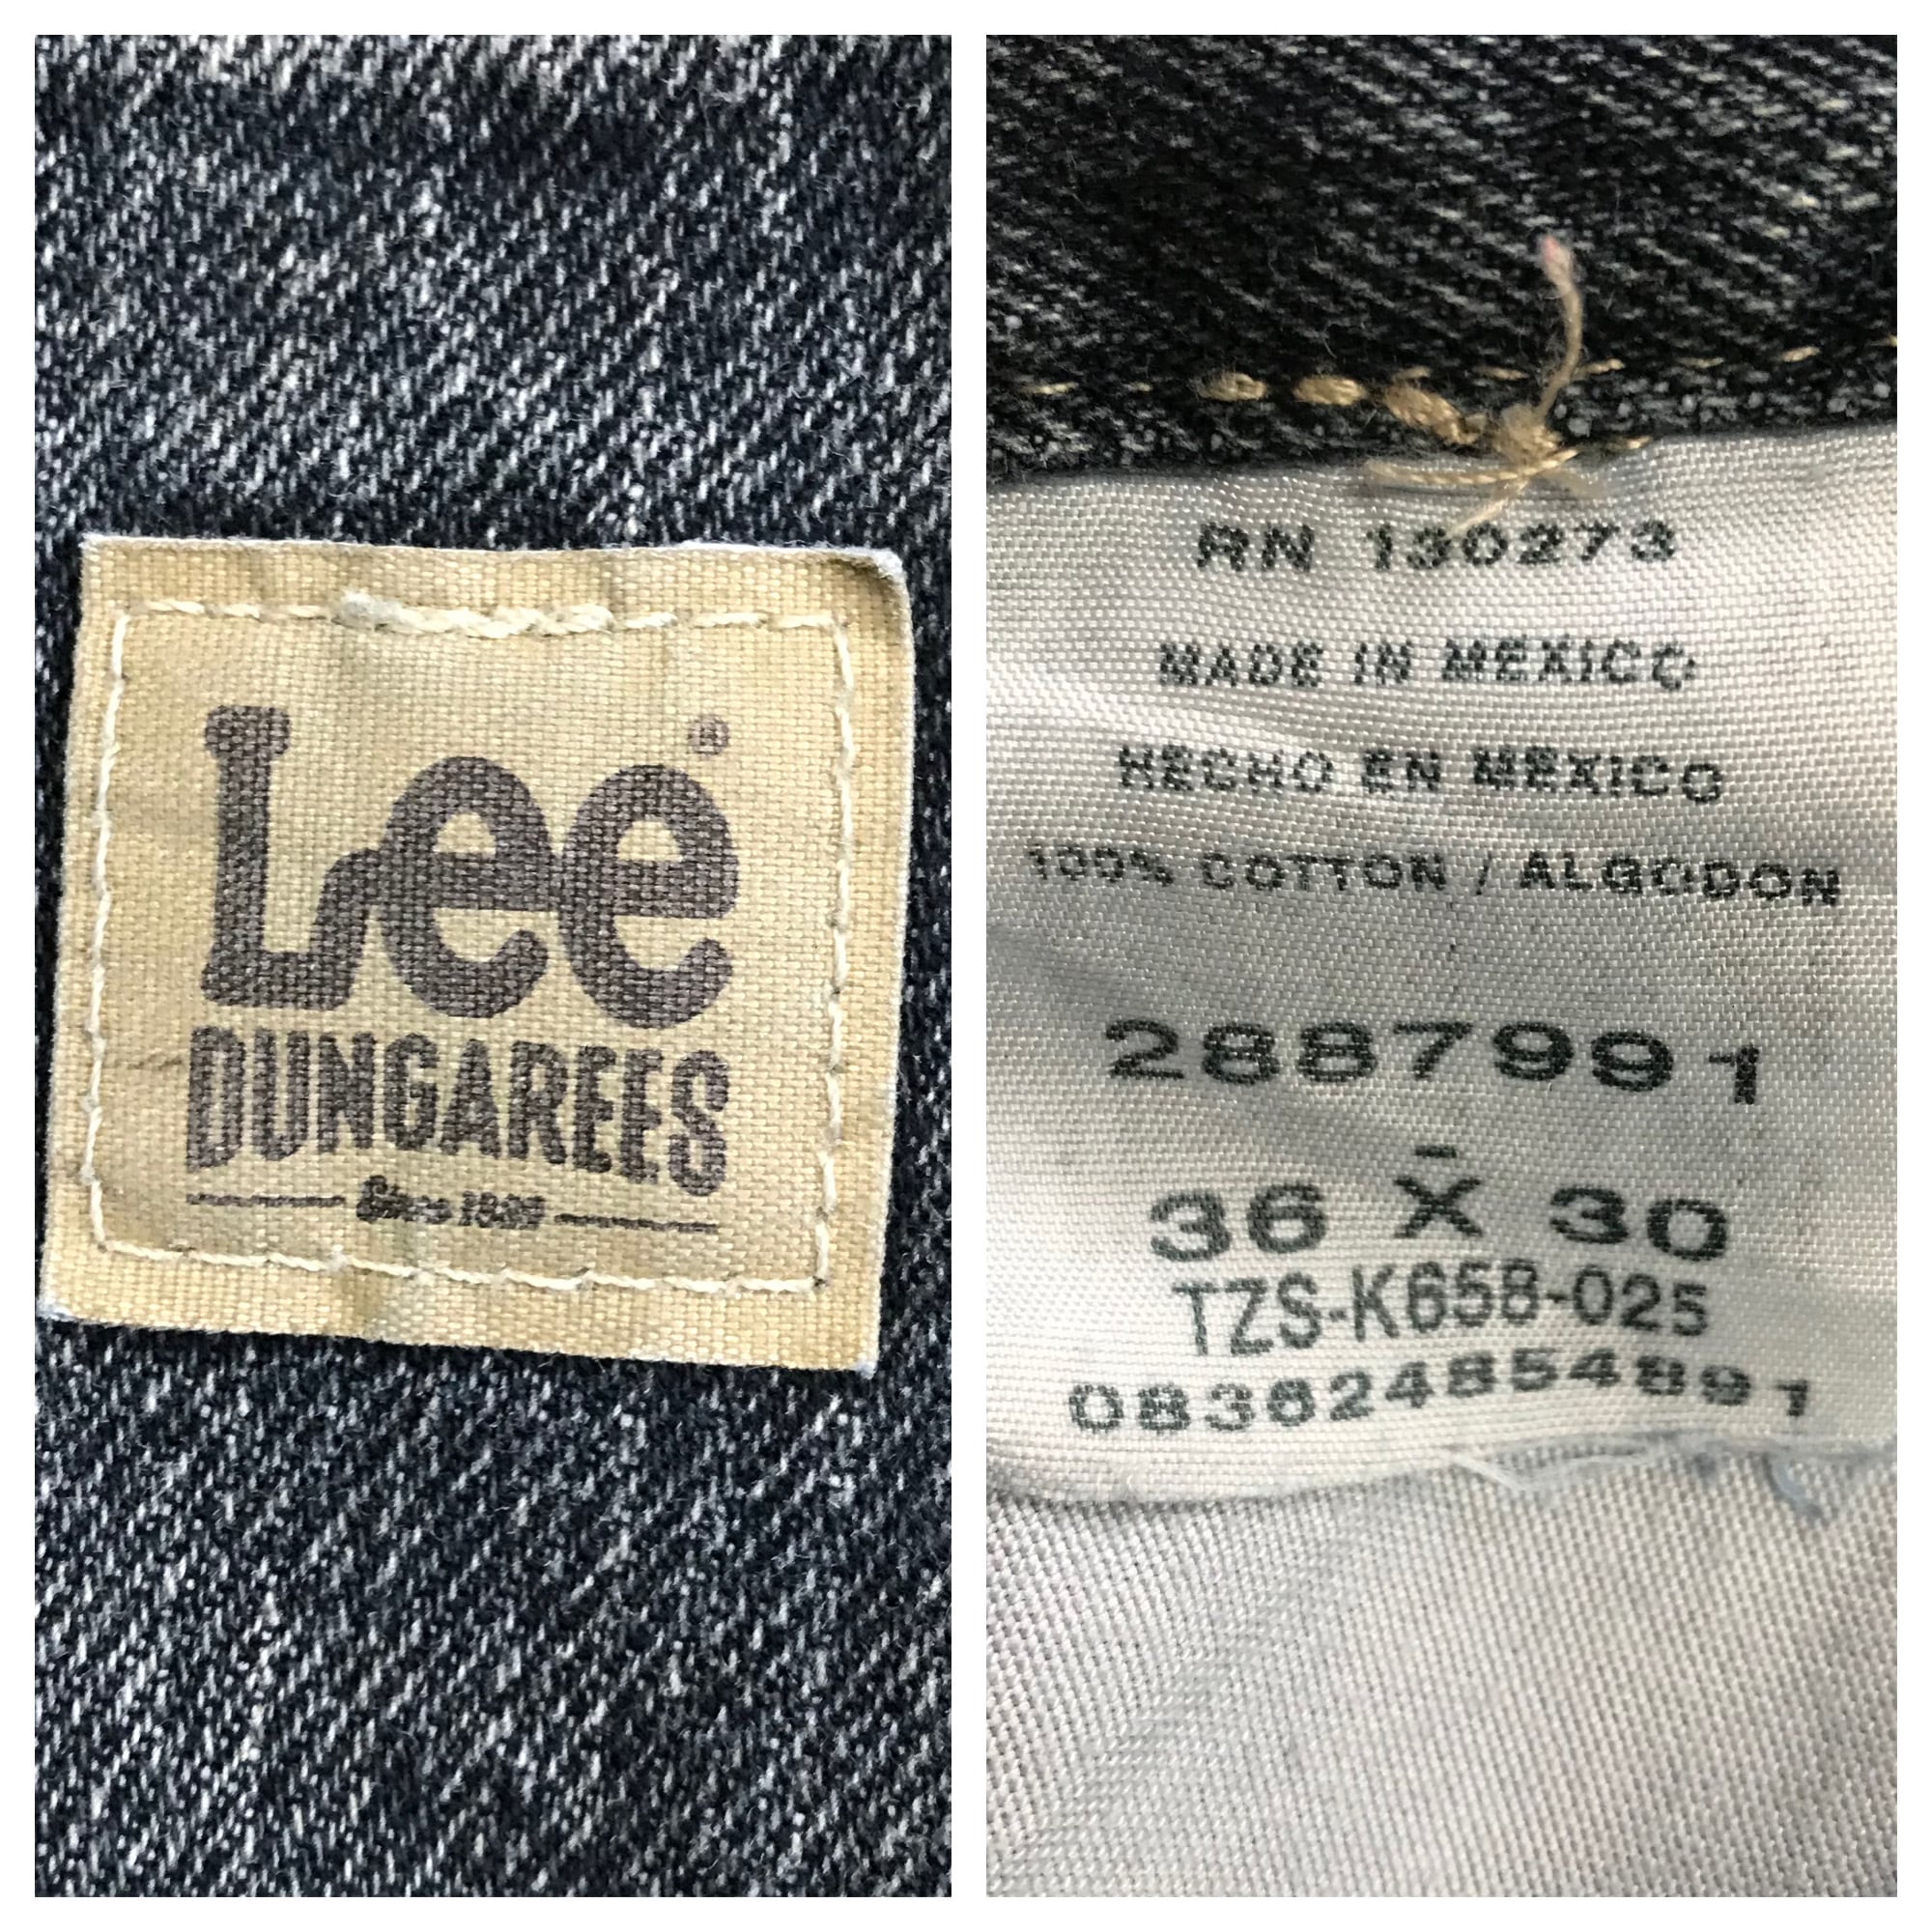 Lee®
DUNGAREES
Since 1889
RN 130273
MADE IN MEXICO
HECHO EN MEXICO
100% COTTON / ALGODON
2887991
36 X 30
TZS-K658-025
083624854891